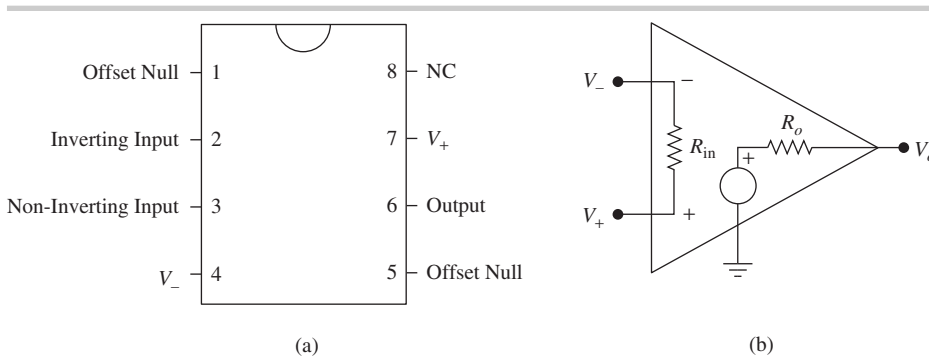 Offset Null 1
8 NC
Inverting Input 2
7 V+
Non-Inverting Input 3
6 Output
V− 4
5 Offset Null
(a)
V−
−
Rin
V+
+
+
Ro
(b)